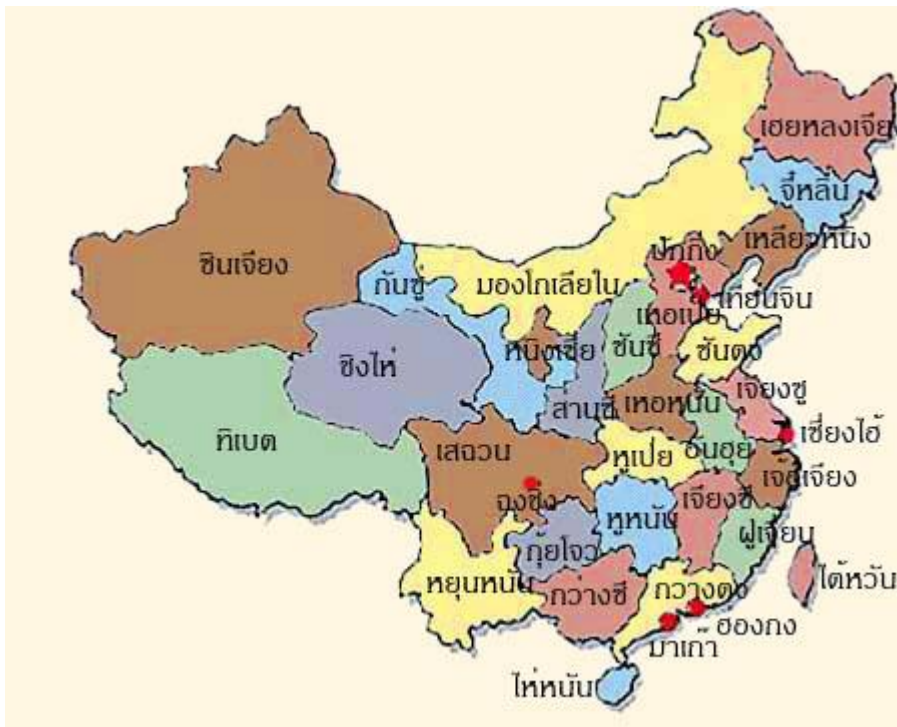 เฮยหลงเจียง
จี๋หลิน
เหลียวหนิง
ปักกิ่ง
เทียนจิน
ซินเจียง
กันซู่
มองโกเลียใน
เหอเป่ย
หนิงเซี่ย
ซันซี
ซันตง
ชิงไห่
ส่านซี
เหอหนัน
เจียงซู
เซี่ยงไฮ้
ทิเบต
เสฉวน
หูเป่ย
อันฮุย
เจ้อเจียง
ฉงชิ่ง
หูหนัน
เจียงซี
ฝูเจี้ยน
กุ้ยโจว
หยุนหนัน
กว่างซี
กวางตุง
ไต้หวัน
ฮ่องกง
มาเก๊า
ไห่หนัน